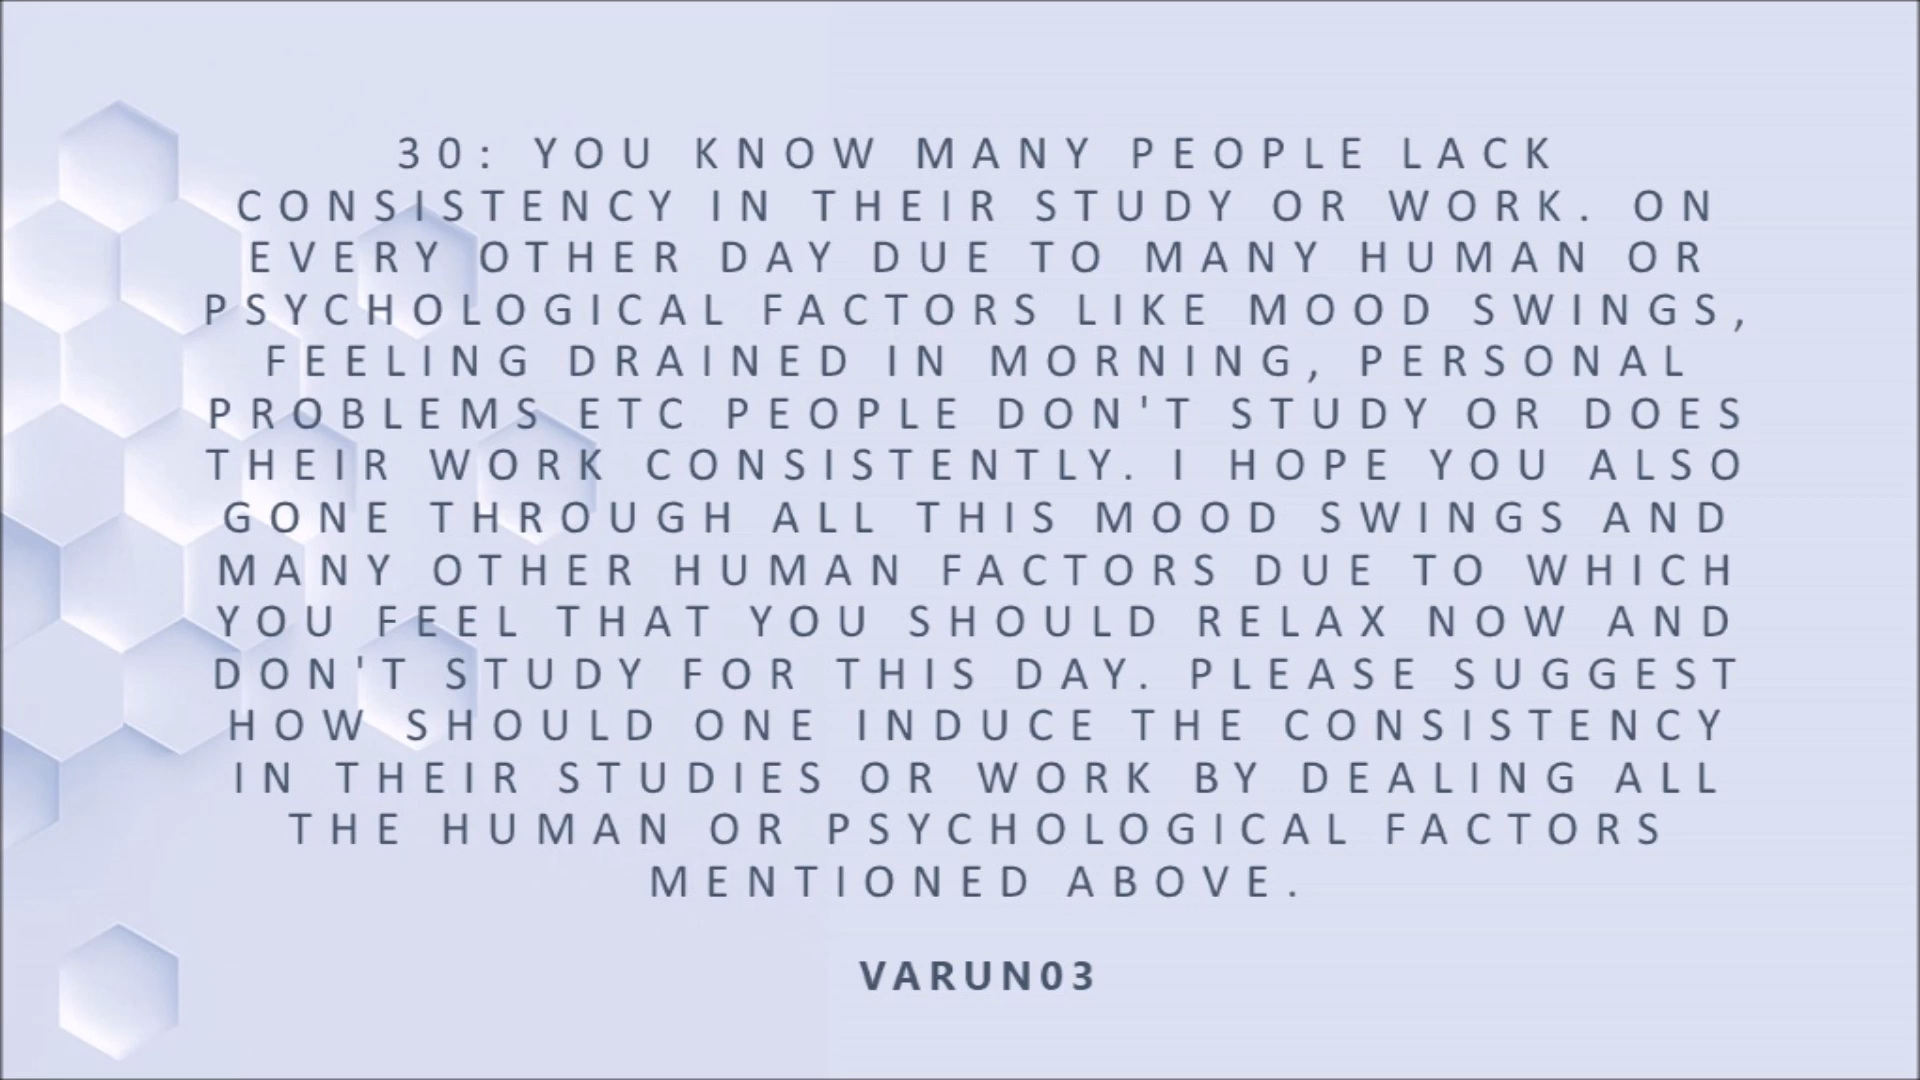 30: YOU KNOW MANY PEOPLE LACK
CONSISTENCY IN THEIR STUDY OR WORK. ON
EVERY OTHER DAY DUE TO MANY HUMAN OR
PSYCHOLOGICAL FACTORS LIKE MOOD SWINGS,
FEELING DRAINED IN MORNING, PERSONAL
PROBLEMS ETC PEOPLE DON'T STUDY OR DOES
THEIR WORK CONSISTENTLY. I HOPE YOU ALSO
GONE THROUGH ALL THIS MOOD SWINGS AND
MANY OTHER HUMAN FACTORS DUE TO WHICH
YOU FEEL THAT YOU SHOULD RELAX NOW AND
DON'T STUDY FOR THIS DAY. PLEASE SUGGEST
HOW SHOULD ONE INDUCE THE CONSISTENCY
IN THEIR STUDIES OR WORK BY DEALING ALL
THE HUMAN OR PSYCHOLOGICAL FACTORS
MENTIONED ABOVE.
VARUN03